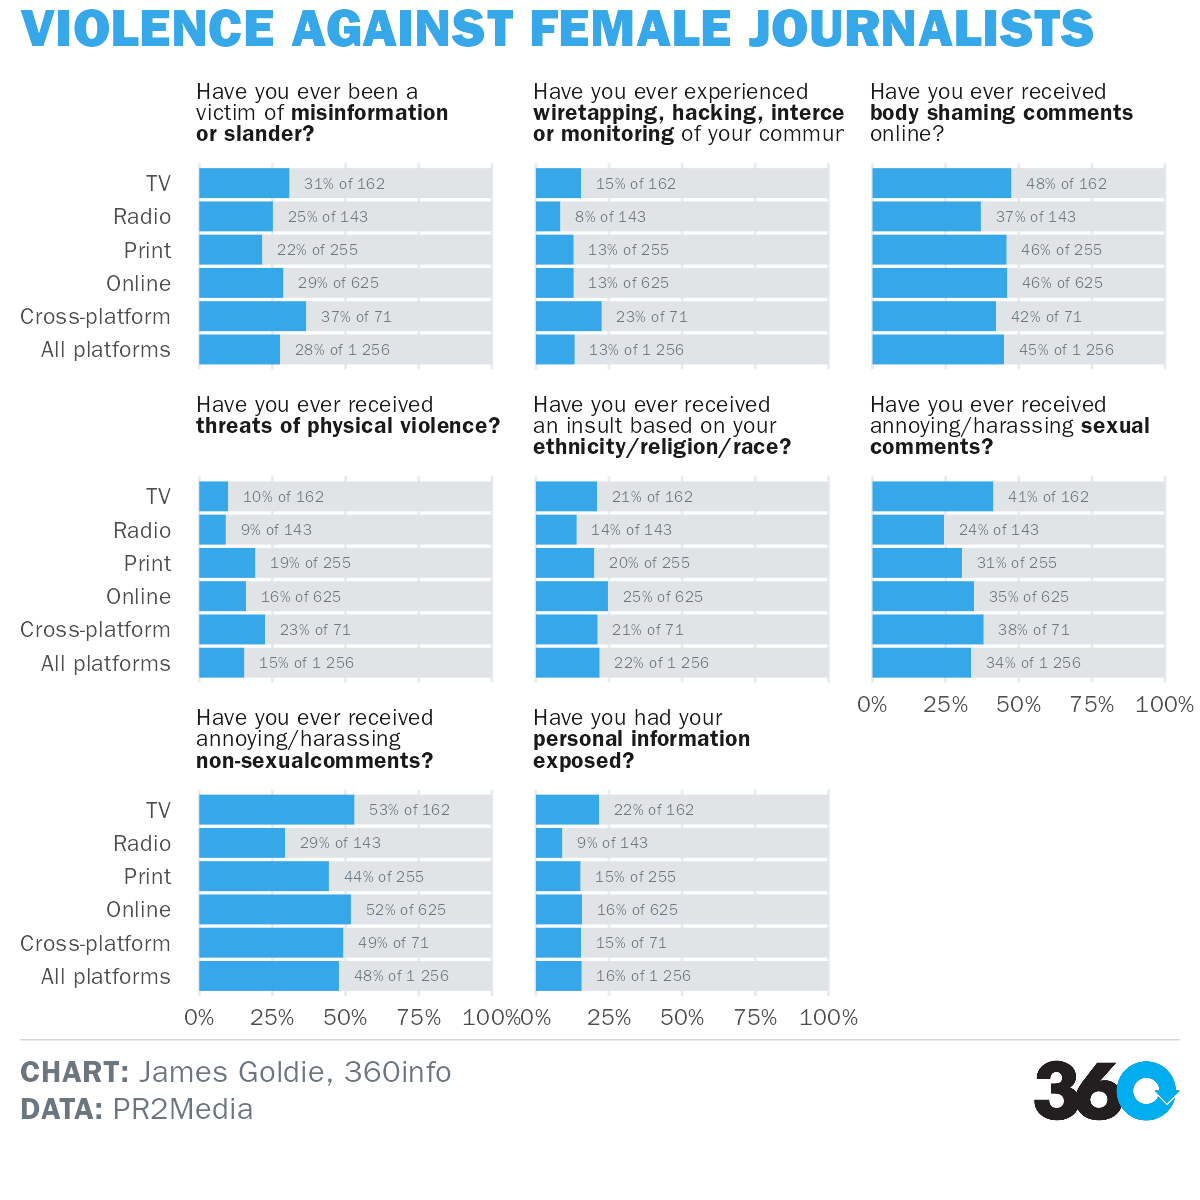 VIOLENCE AGAINST FEMALE JOURNALISTS
Have you ever been a
victim of misinformation
or slander?
TV 31% of 162
Radio 25% of 143
Print 22% of 255
Online 29% of 625
Cross-platform 37% of 71
All platforms 28% of 1 256
Have you ever experienced
wiretapping, hacking, interce
or monitoring of your commur
15% of 162
8% of 143
13% of 255
13% of 625
23% of 71
13% of 1 256
Have you ever received
body shaming comments
online?
48% of 162
37% of 143
46% of 255
46% of 625
42% of 71
45% of 1 256
Have you ever received
threats of physical violence?
TV 10% of 162
Radio 9% of 143
Print 19% of 255
Online 16% of 625
Cross-platform 23% of 71
All platforms 15% of 1 256
Have you ever received
an insult based on your
ethnicity/religion/race?
21% of 162
14% of 143
20% of 255
25% of 625
21% of 71
22% of 1 256
Have you ever received
annoying/harassing sexual
comments?
41% of 162
24% of 143
31% of 255
35% of 625
38% of 71
34% of 1 256
0% 25% 50% 75% 100%
Have you ever received
annoying/harassing
non-sexualcomments?
TV 53% of 162
Radio 29% of 143
Print 44% of 255
Online 52% of 625
Cross-platform 49% of 71
All platforms 48% of 1 256
0% 25% 50% 75% 100%
Have you had your
personal information
exposed?
22% of 162
9% of 143
15% of 255
16% of 625
15% of 71
16% of 1 256
0% 25% 50% 75% 100%
CHART: James Goldie, 360info
DATA: PR2Media
360